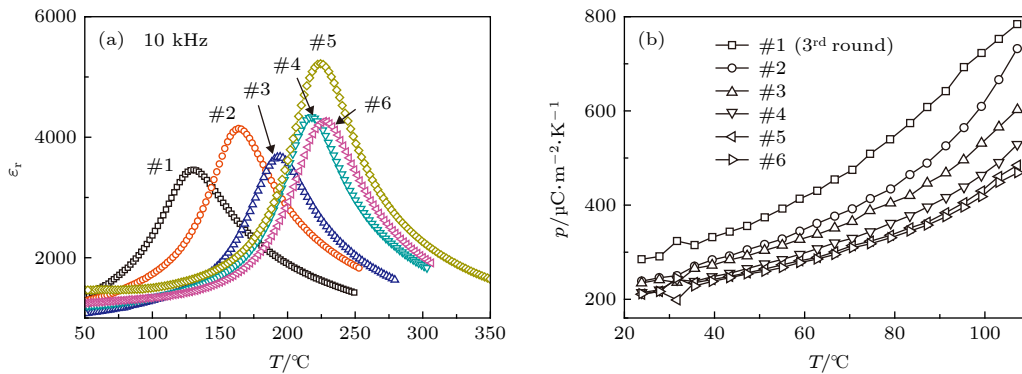 (a) 10 kHz
#1
#2
#3
#4
#5
#6
6000
4000
2000
εr
50 100 150 200 250 300 350
T/℃
(b)
#1 (3rd round)
#2
#3
#4
#5
#6
800
600
400
200
p/μC·m-2·K-1
20 40 60 80 100
T/℃